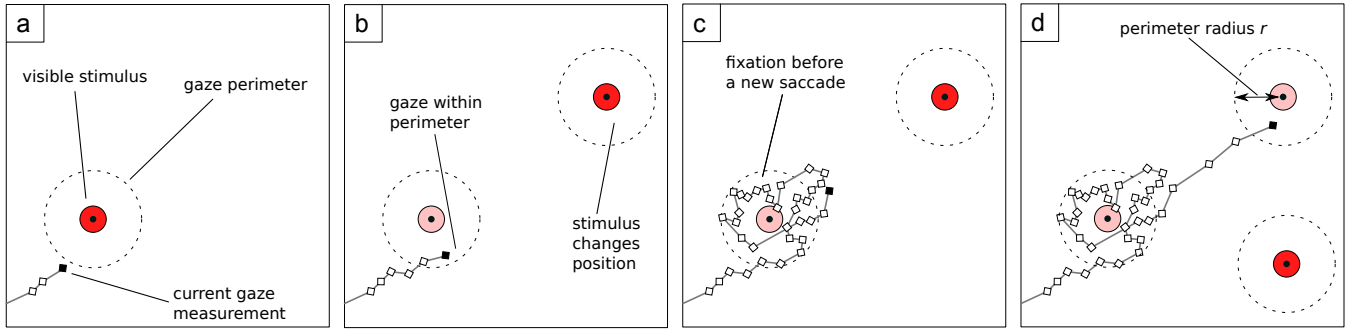 a
visible stimulus
gaze perimeter
current gaze
measurement
b
gaze within
perimeter
stimulus
changes
position
c
fixation before
a new saccade
d
perimeter radius r